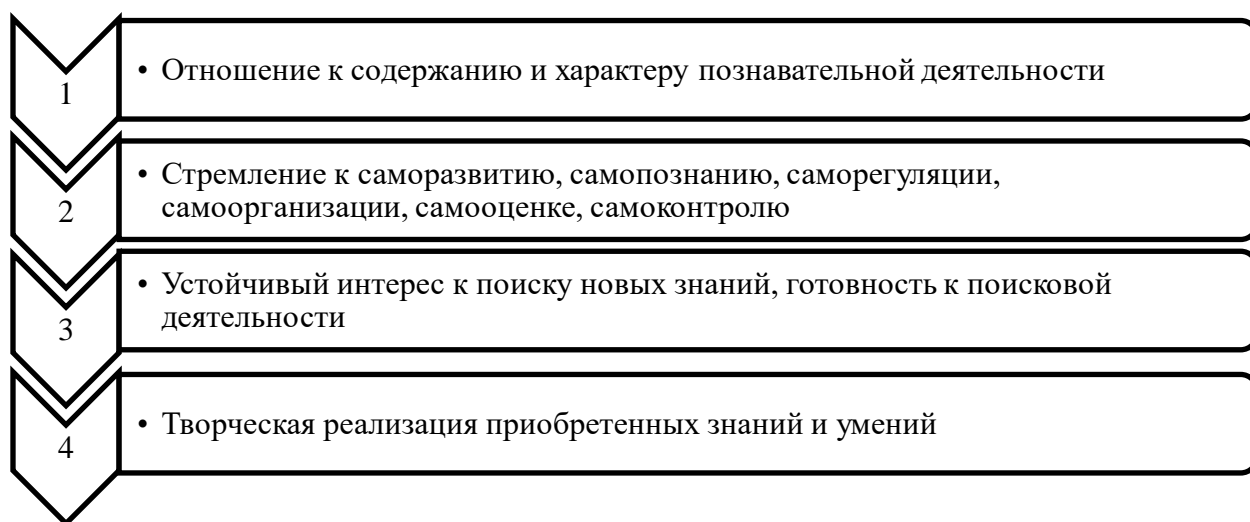 1
• Отношение к содержанию и характеру познавательной деятельности
2
• Стремление к саморазвитию, самопознанию, саморегуляции,
самоорганизации, самооценке, самоконтролю
3
• Устойчивый интерес к поиску новых знаний, готовность к поисковой
деятельности
4
• Творческая реализация приобретенных знаний и умений